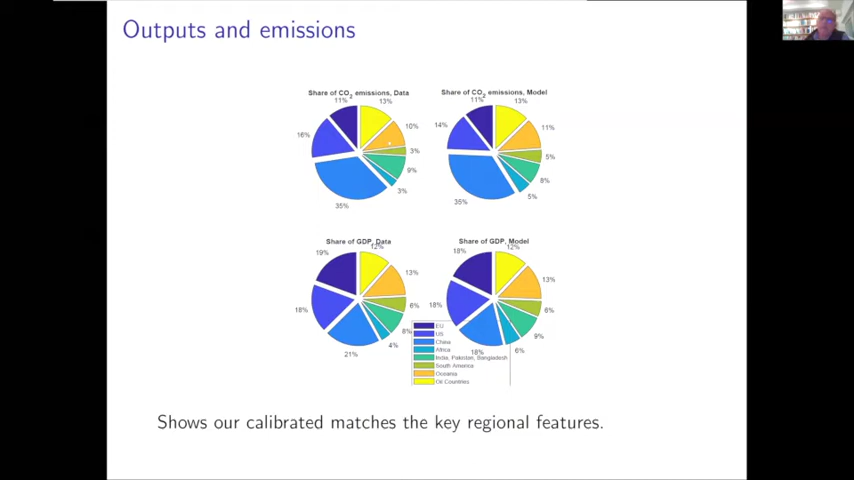 Outputs and emissions
Share of CO2 emissions, Data
Share of CO2 emissions, Model
11%
13%
11%
13%
16%
10%
14%
11%
3%
5%
9%
8%
3%
5%
35%
35%
Share of GDP, Data
Share of GDP, Model
19%
12%
18%
12%
13%
13%
18%
6%
18%
6%
8%
9%
4%
6%
21%
18%
EU
US
China
Africa
India, Pakistan, Bangladesh
South America
Oceania
Oil Countries
Shows our calibrated matches the key regional features.